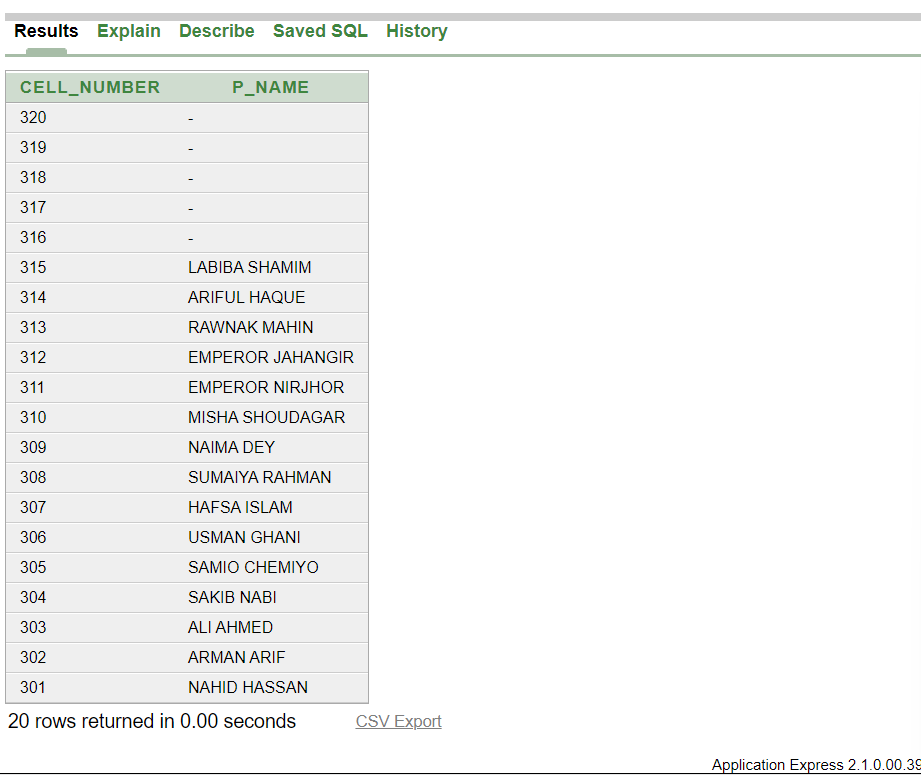 Results Explain Describe Saved SQL History
CELL_NUMBER P_NAME
320 -
319 -
318 -
317 -
316 -
315 LABIBA SHAMIM
314 ARIFUL HAQUE
313 RAWNAK MAHIN
312 EMPEROR JAHANGIR
311 EMPEROR NIRJHOR
310 MISHA SHOUDAGAR
309 NAIMA DEY
308 SUMAIYA RAHMAN
307 HAFSA ISLAM
306 USMAN GHANI
305 SAMIO CHEMIYO
304 SAKIB NABI
303 ALI AHMED
302 ARMAN ARIF
301 NAHID HASSAN
20 rows returned in 0.00 seconds CSV Export
Application Express 2.1.0.00.39